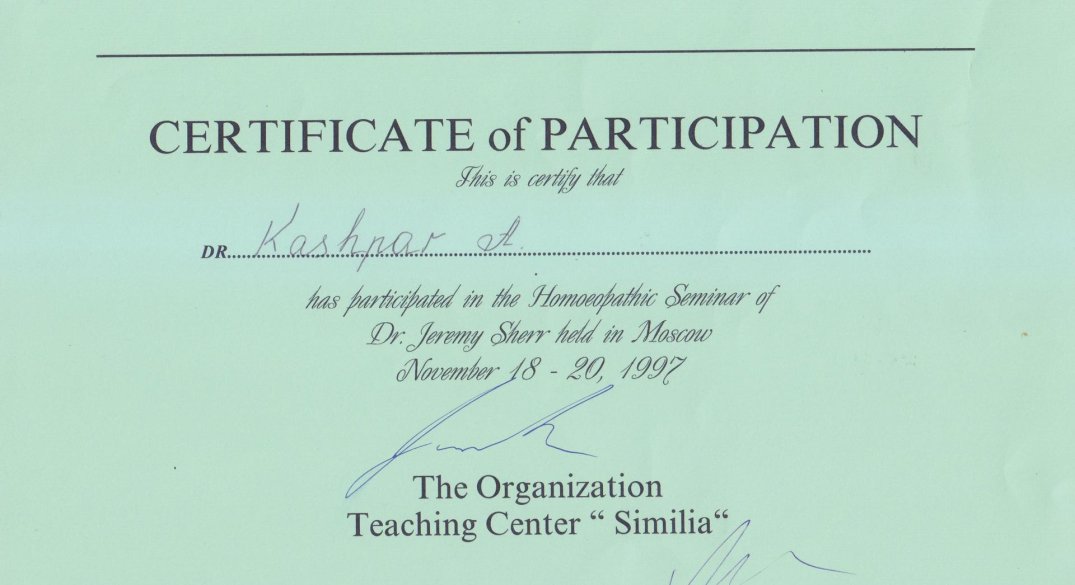 CERTIFICATE of PARTICIPATION
This is certify that
DR. Kashpar A.
has participated in the Homoeopathic Seminar of
Dr. Jeremy Sherr held in Moscow
November 18 - 20, 1997
The Organization
Teaching Center “ Similia“